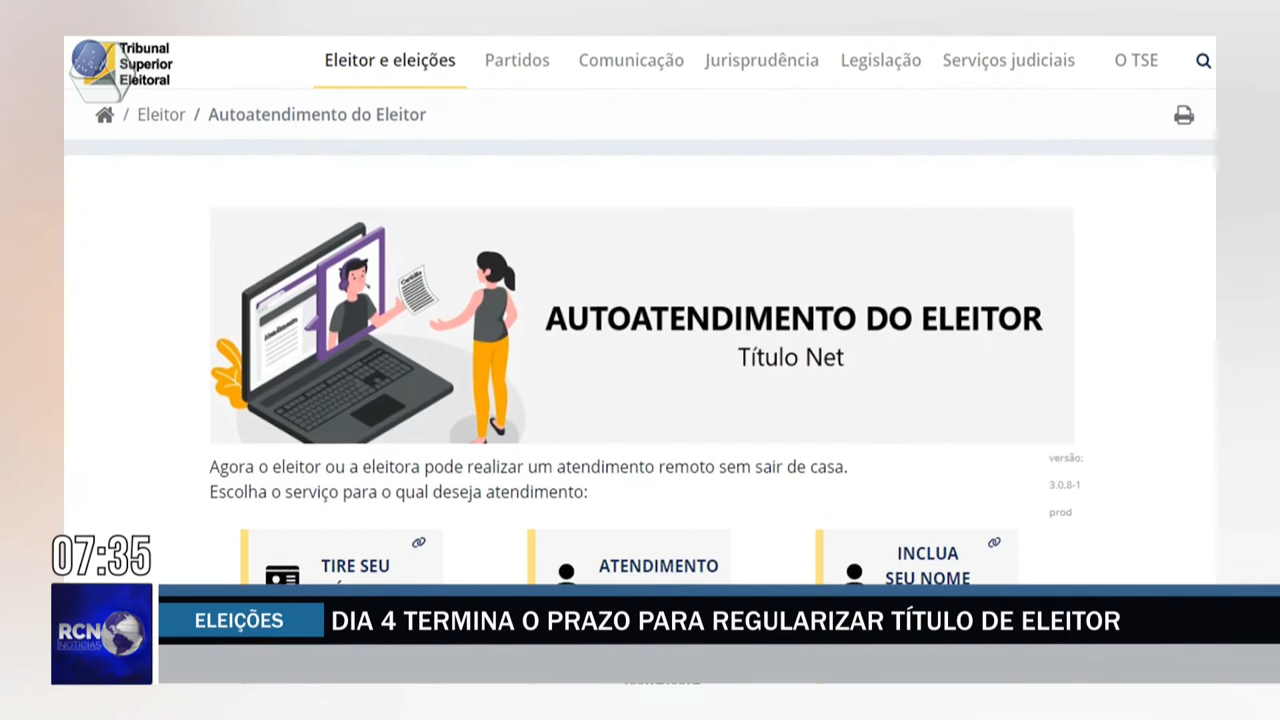 Tribunal
Superior
Eleitoral
Eleitor e eleições Partidos Comunicação Jurisprudência Legislação Serviços judiciais O TSE
/ Eleitor / Autoatendimento do Eleitor
AUTOATENDIMENTO DO ELEITOR
Título Net
Agora o eleitor ou a eleitora pode realizar um atendimento remoto sem sair de casa.
Escolha o serviço para o qual deseja atendimento:
versão:
3.0.8-1
prod
TIRE SEU
ATENDIMENTO
INCLUA
SEU NOME
07:35
RCN
NOTÍCIAS
ELEIÇÕES
DIA 4 TERMINA O PRAZO PARA REGULARIZAR TÍTULO DE ELEITOR